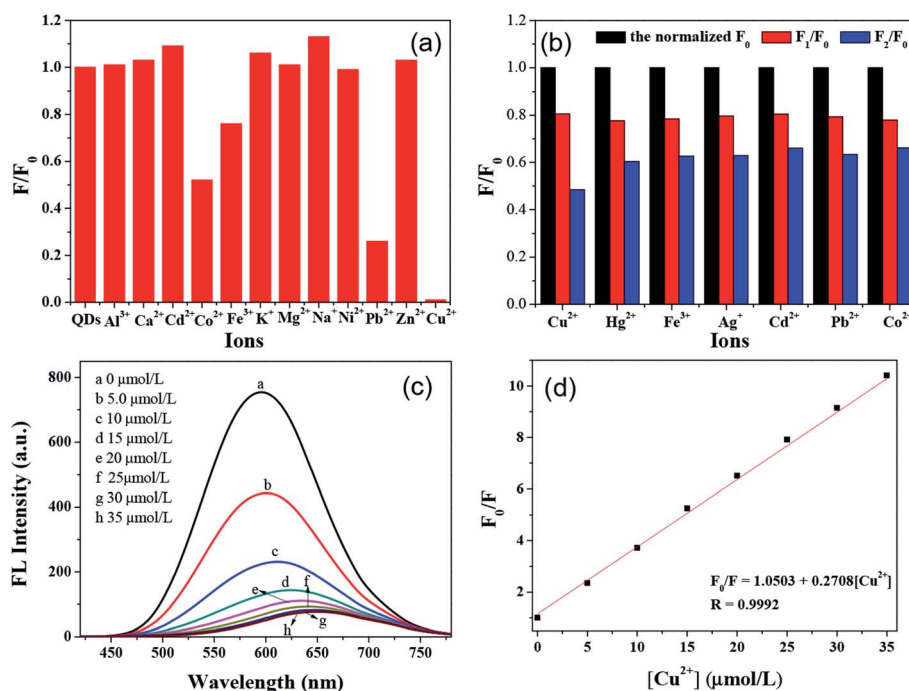 (a)
1.2
1.0
0.8
0.6
0.4
0.2
0.0
F/F₀
QDs Al³⁺ Ca²⁺ Cd²⁺ Co²⁺ Fe³⁺ K⁺ Mg²⁺ Na⁺ Ni²⁺ Pb²⁺ Zn²⁺ Cu²⁺
Ions
(b)
the normalized F₀ F₁/F₀ F₂/F₀
1.2
1.0
0.8
0.6
0.4
0.2
0.0
F/F₀
Cu²⁺ Hg²⁺ Fe³⁺ Ag⁺ Cd²⁺ Pb²⁺ Co²⁺
Ions
(c)
a 0 μmol/L
b 5.0 μmol/L
c 10 μmol/L
d 15 μmol/L
e 20 μmol/L
f 25μmol/L
g 30 μmol/L
h 35 μmol/L
a
b
c
d
e
f
h
g
800
600
400
200
0
FL Intensity (a.u.)
450 500 550 600 650 700 750
Wavelength (nm)
(d)
10
8
6
4
2
F₀/F
F₀/F = 1.0503 + 0.2708[Cu²⁺]
R = 0.9992
0 5 10 15 20 25 30 35
[Cu²⁺] (μmol/L)